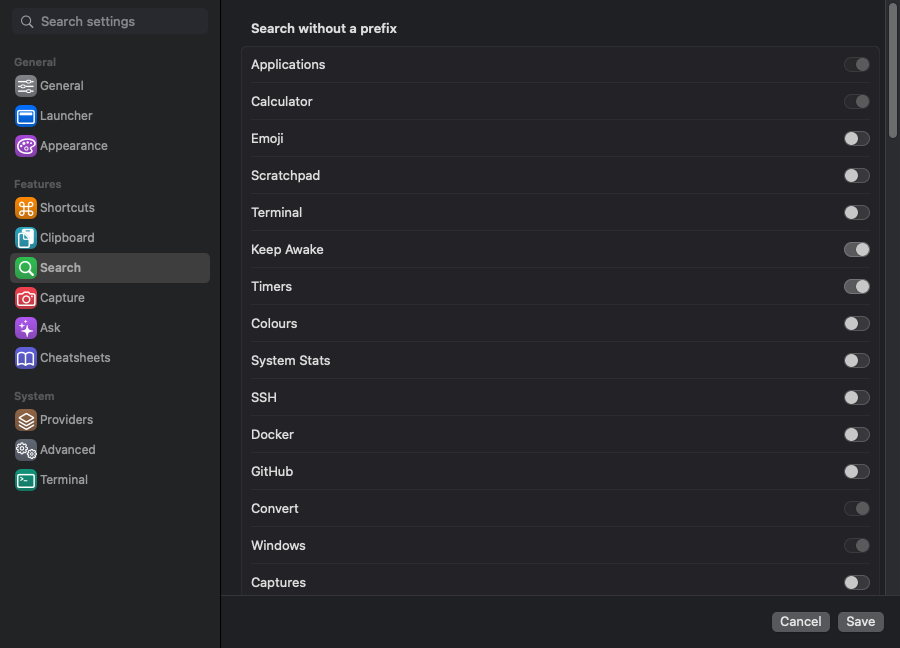 Search settings
General
General
Launcher
Appearance
Features
Shortcuts
Clipboard
Search
Capture
Ask
Cheatsheets
System
Providers
Advanced
Terminal
Search without a prefix
Applications
Calculator
Emoji
Scratchpad
Terminal
Keep Awake
Timers
Colours
System Stats
SSH
Docker
GitHub
Convert
Windows
Captures
Cancel
Save